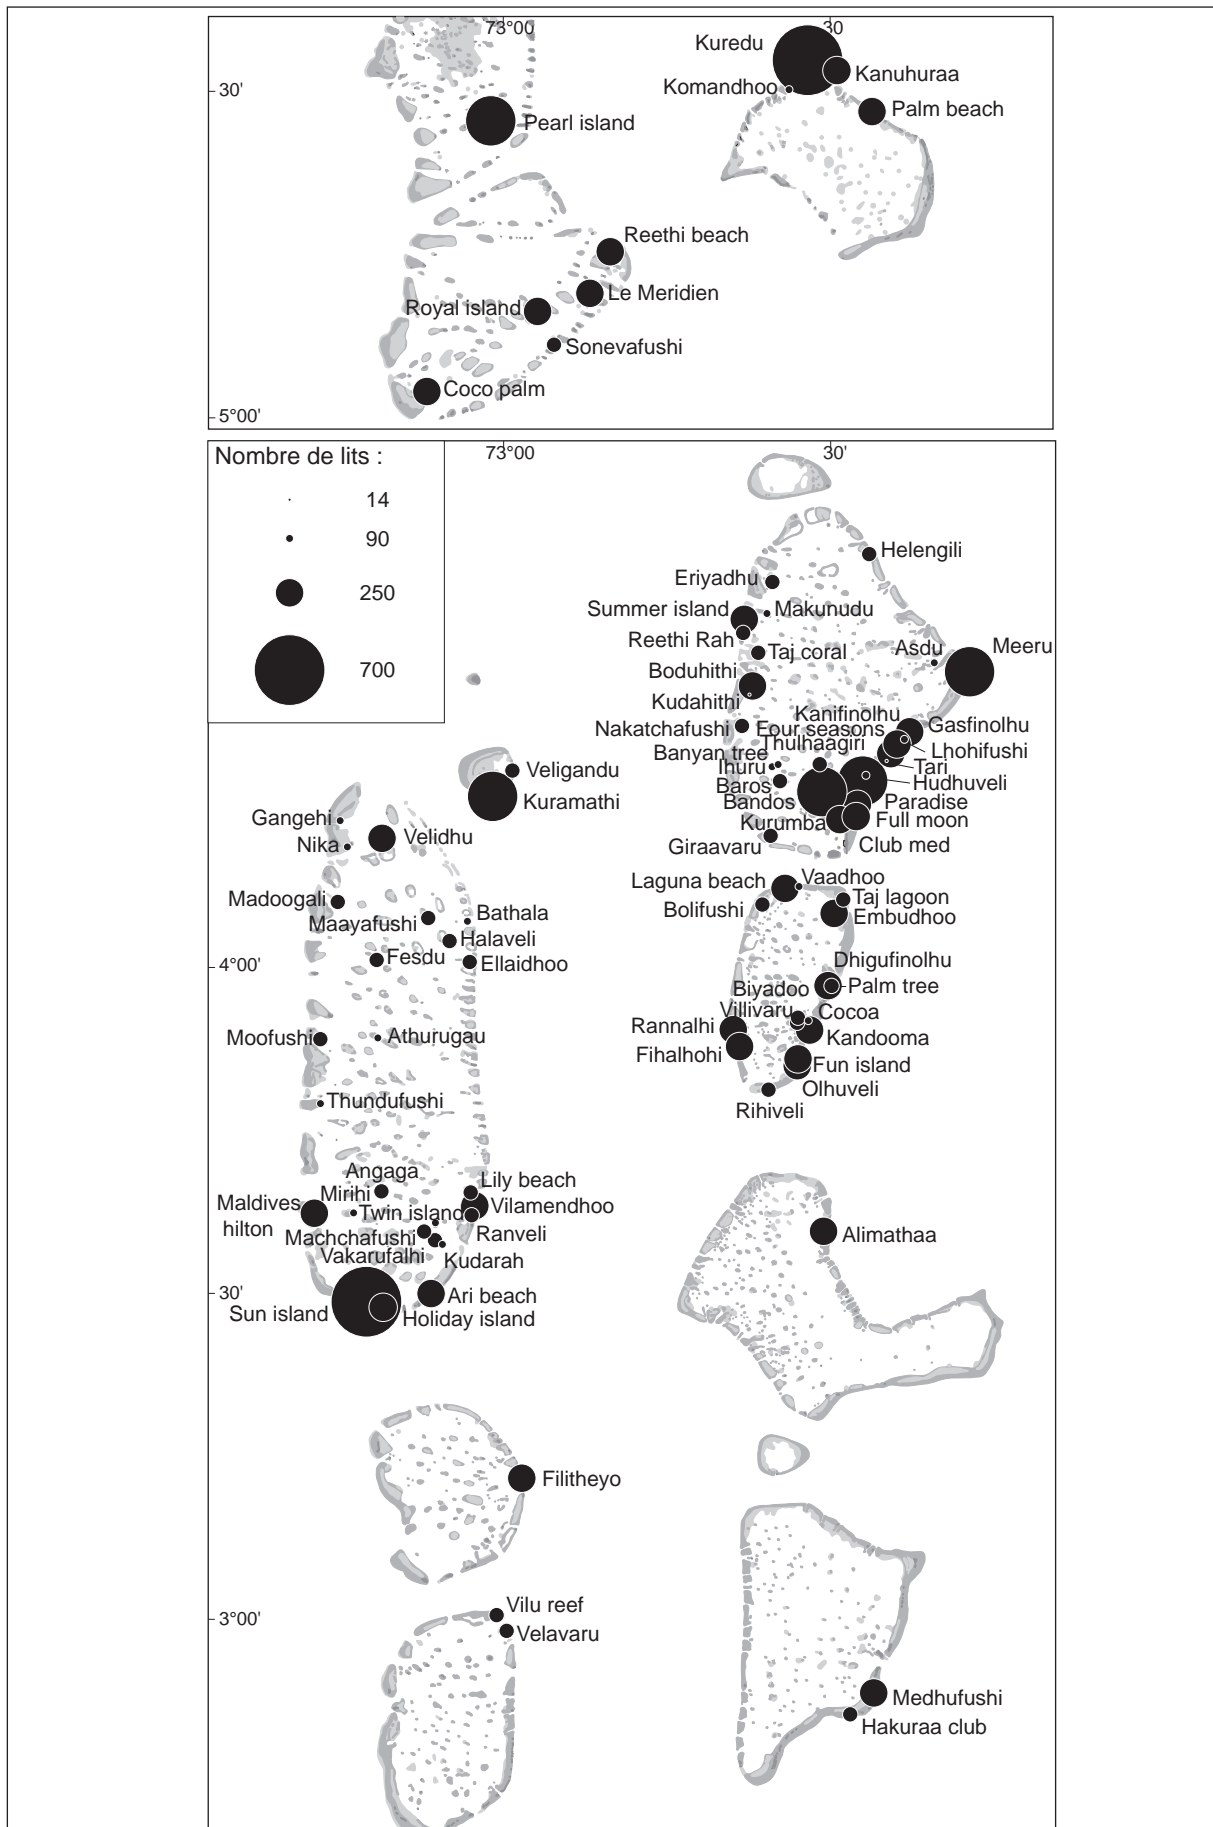 73°00
30
Kuredu
Kanuhuraa
Komandhoo
30'
Palm beach
Pearl island
Reethi beach
Le Meridien
Royal island
Sonevafushi
Coco palm
5°00'
Nombre de lits :
14
90
250
700
73°00
30'
Helengili
Eriyadhu
Summer island
Makunudu
Reethi Rah
Taj coral
Asdu
Meeru
Boduhithi
Kudahithi
Kanifinolhu
Gasfinolhu
Nakatchafushi
Four seasons
Thulhaagiri
Lhohifushi
Banyan tree
Ihuru
Tari
Veligandu
Baros
Hudhuveli
Kuramathi
Bandos
Paradise
Gangehi
Kurumba
Full moon
Velidhu
Nika
Giraavaru
Club med
Laguna beach
Vaadhoo
Madoogali
Bolifushi
Taj lagoon
Maayafushi
Bathala
Embudhoo
Halaveli
Fesdu
Ellaidhoo
4°00'
Dhigufinolhu
Biyadoo
Palm tree
Villivaru
Cocoa
Moofushi
Athurugau
Rannalhi
Kandooma
Fihalhohi
Fun island
Olhuveli
Thundufushi
Rihiveli
Angaga
Lily beach
Mirihi
Maldives
hilton
Twin island
Vilamendhoo
Machchafushi
Ranveli
Vakarufalhi
Kudarah
Alimathaa
30'
Ari beach
Sun island
Holiday island
Filitheyo
Vilu reef
3°00'
Velavaru
Medhufushi
Hakuraa club